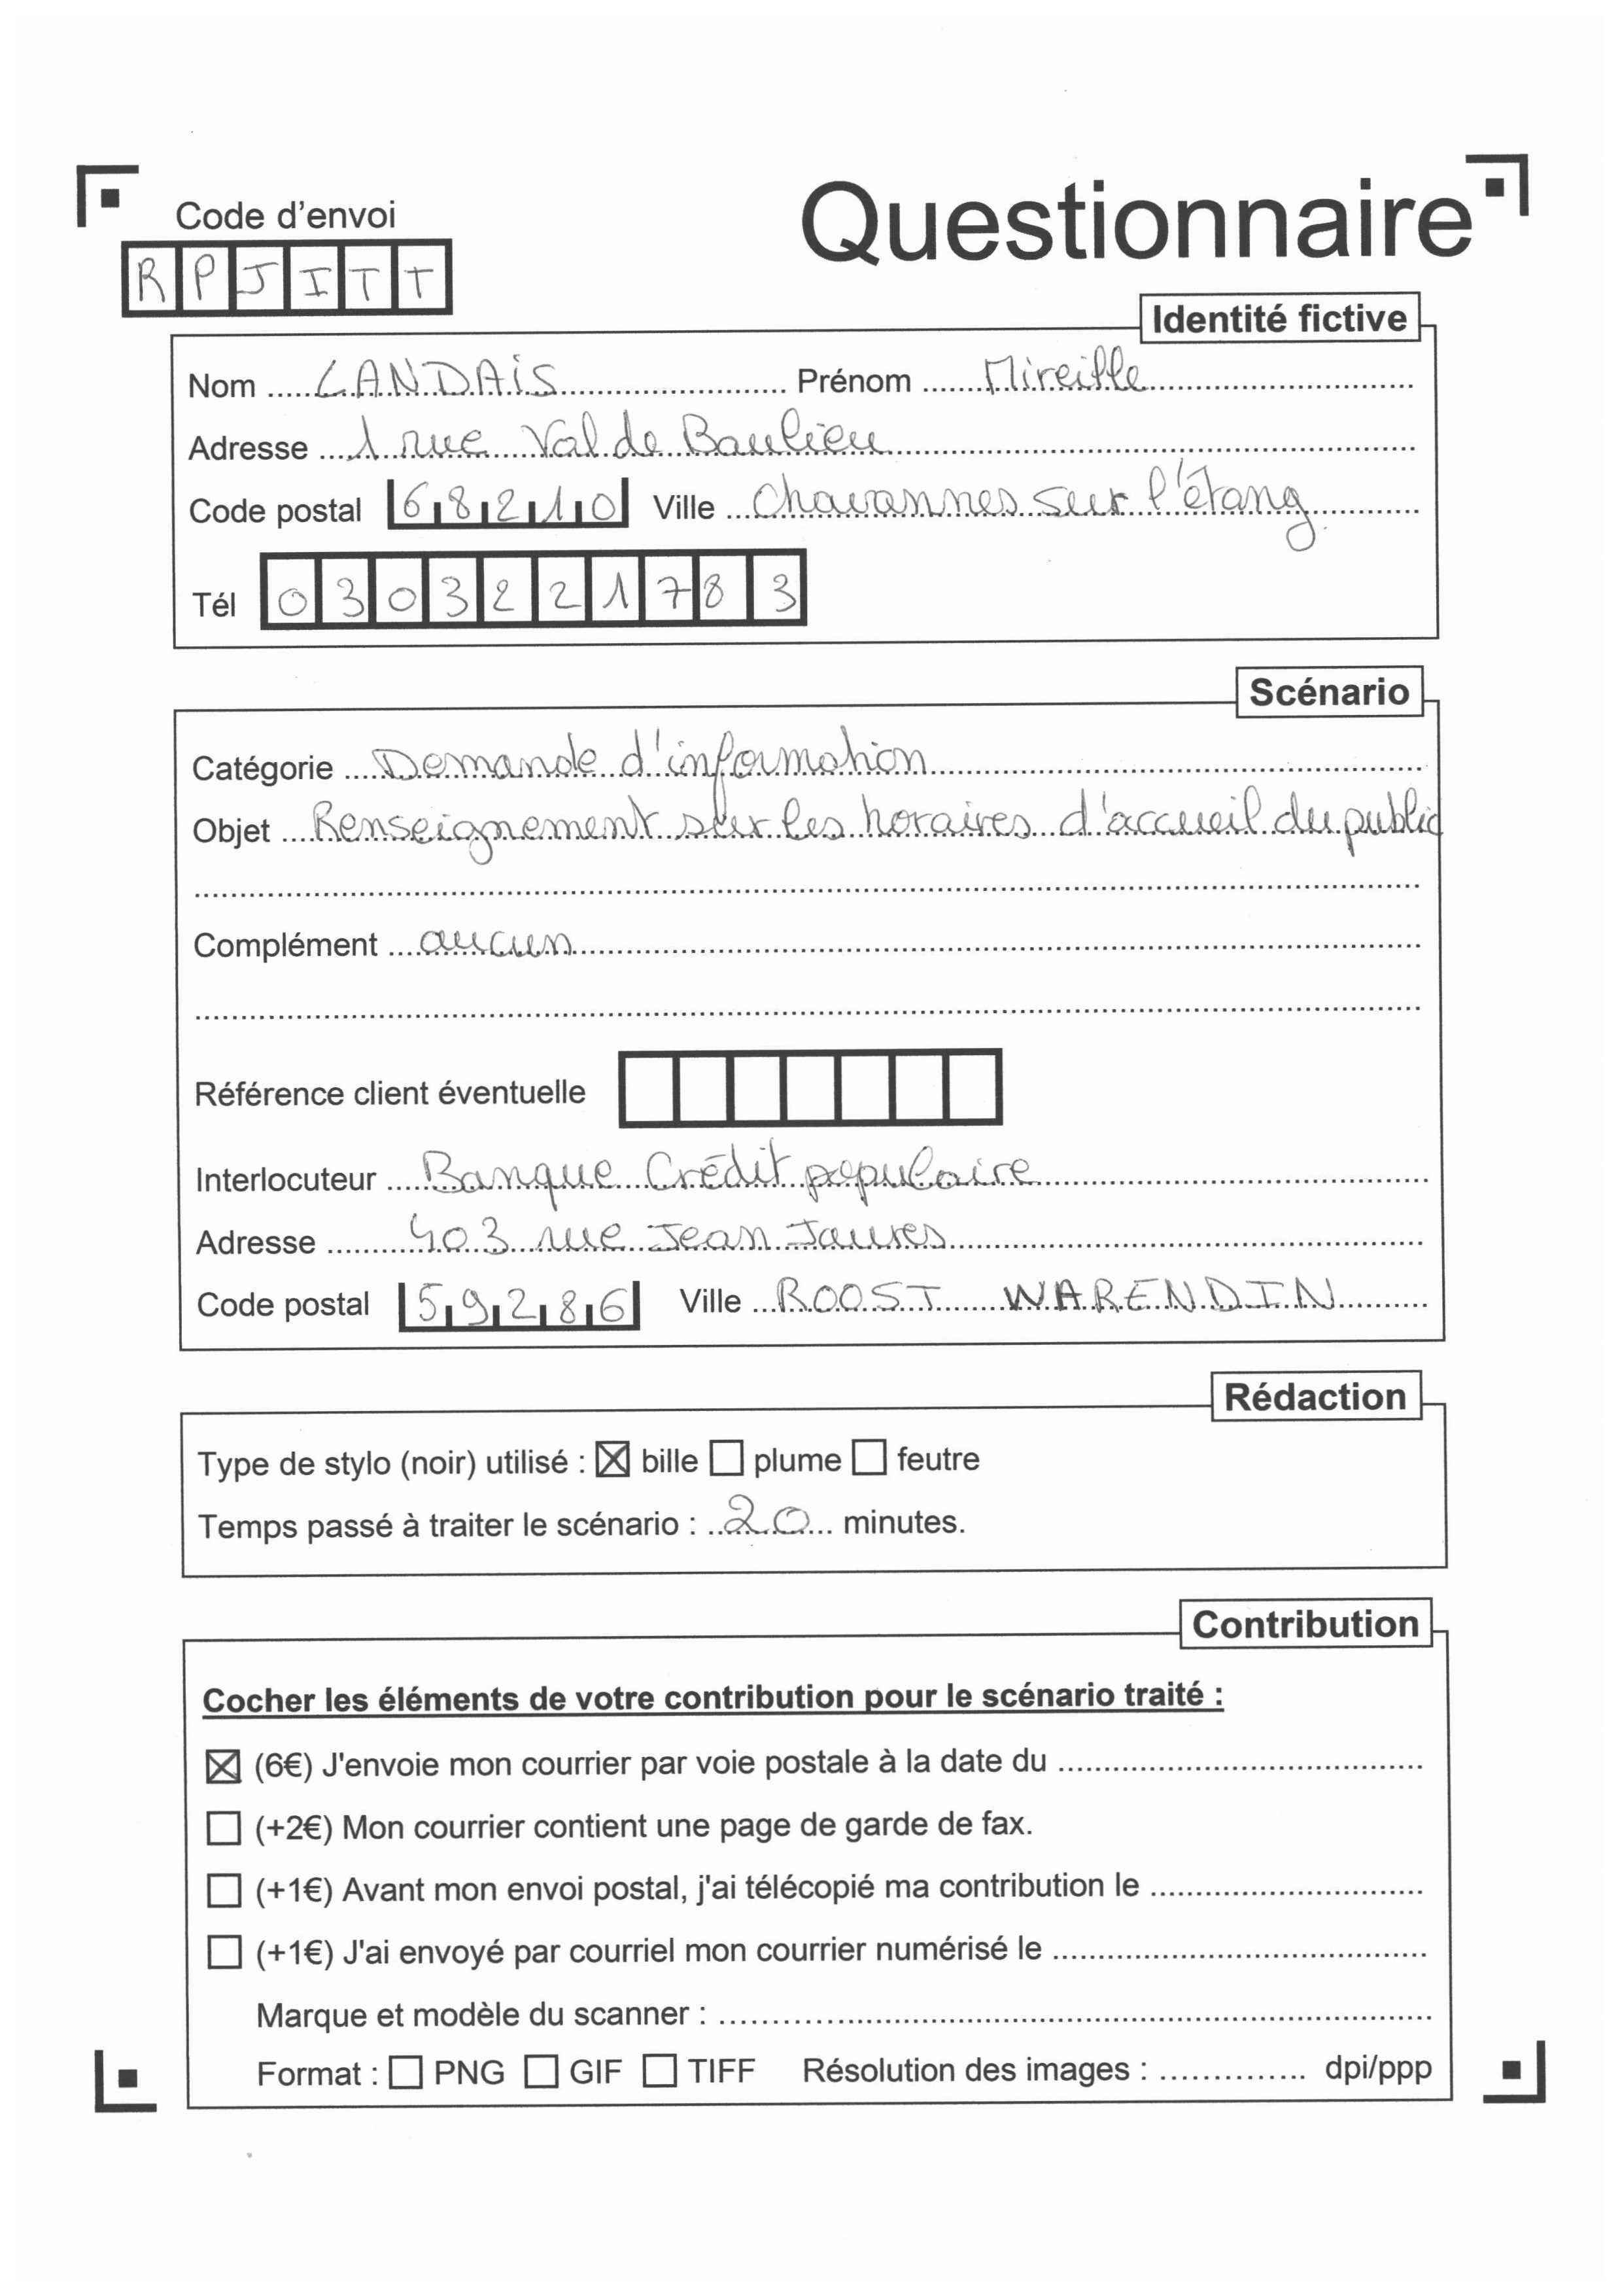 Code d'envoi
Questionnaire
RPJITT
Identité fictive
Nom LANDAiS Prénom Mireille
Adresse 1 rue Val de Baulieu
Code postal 68210 Ville Chavannes sur l'étang
Tél 0303221783
Scénario
Catégorie Demande d'information
Objet Renseignement sur les horaires d'accueil du public
Complément aucun
Référence client éventuelle
Interlocuteur Banque Crédit populaire
Adresse 403 rue Jean Jaures
Code postal 59286 Ville ROOST WARENDIN
Rédaction
Type de stylo (noir) utilisé : ☒ bille ☐ plume ☐ feutre
Temps passé à traiter le scénario : 20 minutes.
Contribution
Cocher les éléments de votre contribution pour le scénario traité :
☒ (6€) J'envoie mon courrier par voie postale à la date du
☐ (+2€) Mon courrier contient une page de garde de fax.
☐ (+1€) Avant mon envoi postal, j'ai télécopié ma contribution le
☐ (+1€) J'ai envoyé par courriel mon courrier numérisé le
Marque et modèle du scanner :
Format : ☐ PNG ☐ GIF ☐ TIFF Résolution des images : dpi/ppp